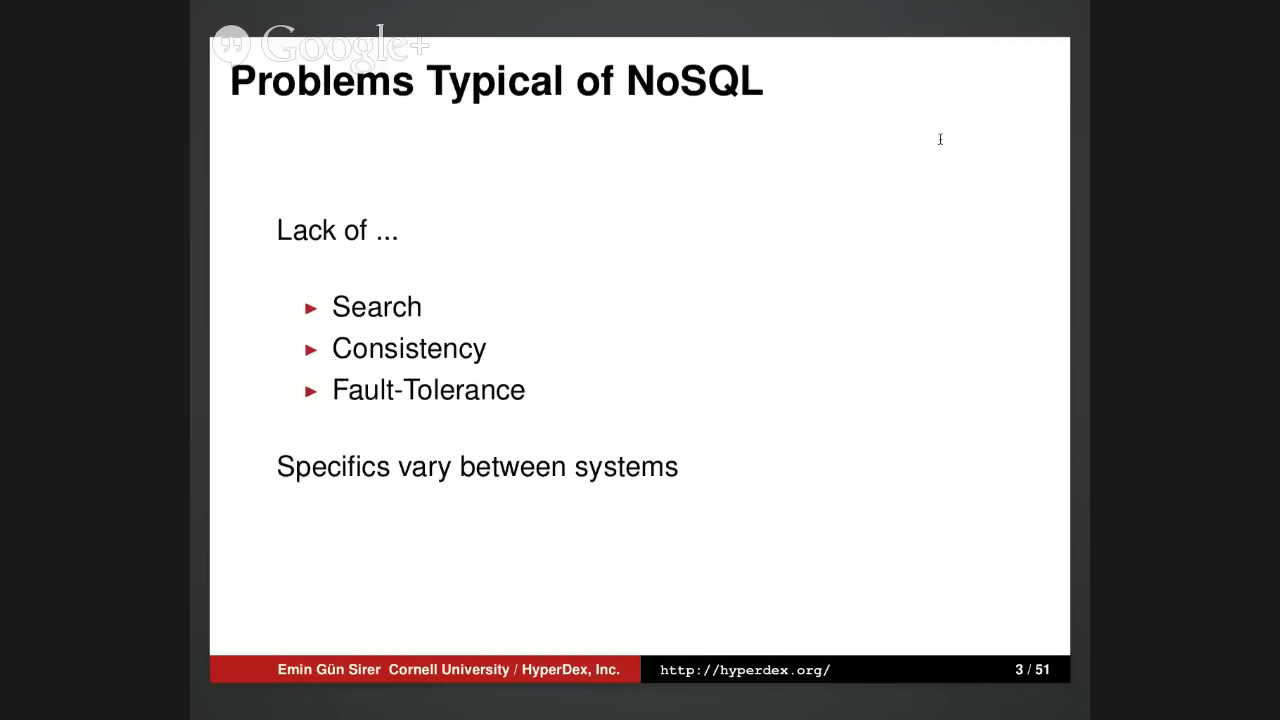 Google+
Problems Typical of NoSQL
Lack of ...
Search
Consistency
Fault-Tolerance
Specifics vary between systems
Emin Gün Sirer Cornell University / HyperDex, Inc. http://hyperdex.org/ 3 / 51